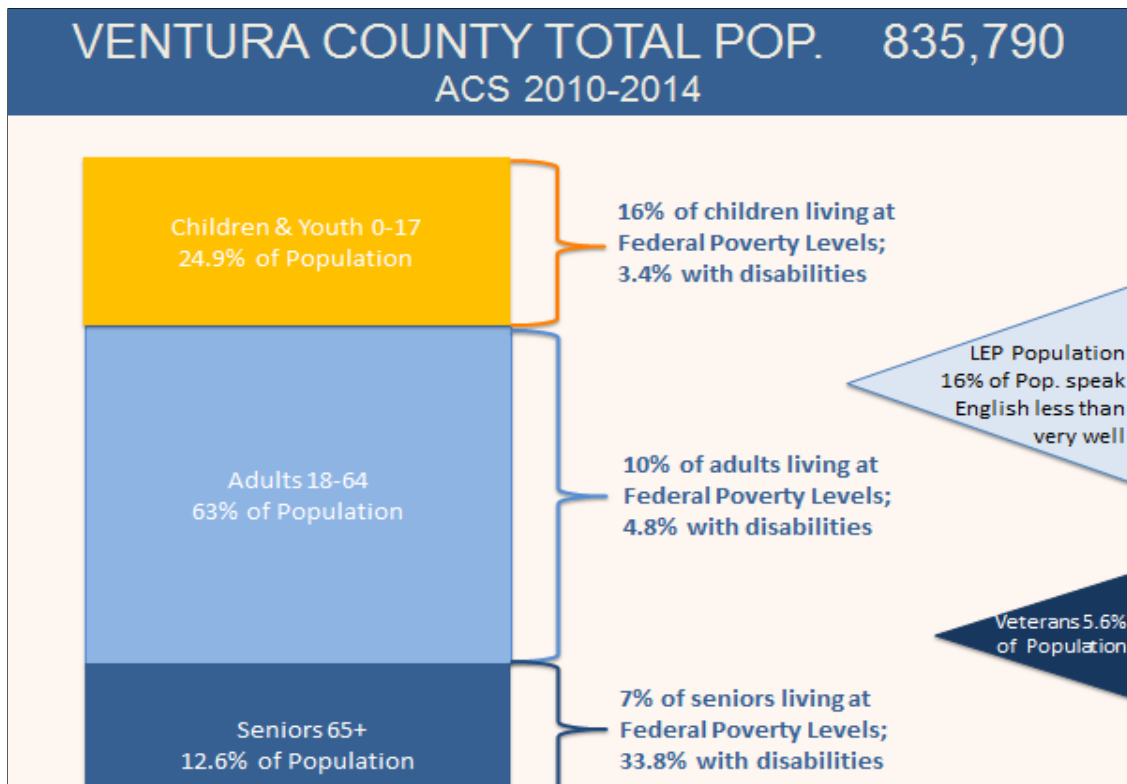 VENTURA COUNTY TOTAL POP. 835,790
ACS 2010-2014
Children & Youth 0-17
24.9% of Population
16% of children living at
Federal Poverty Levels;
3.4% with disabilities
LEP Population
16% of Pop. speak
English less than
very well
Adults 18-64
63% of Population
10% of adults living at
Federal Poverty Levels;
4.8% with disabilities
Veterans 5.6%
of Population
Seniors 65+
12.6% of Population
7% of seniors living at
Federal Poverty Levels;
33.8% with disabilities